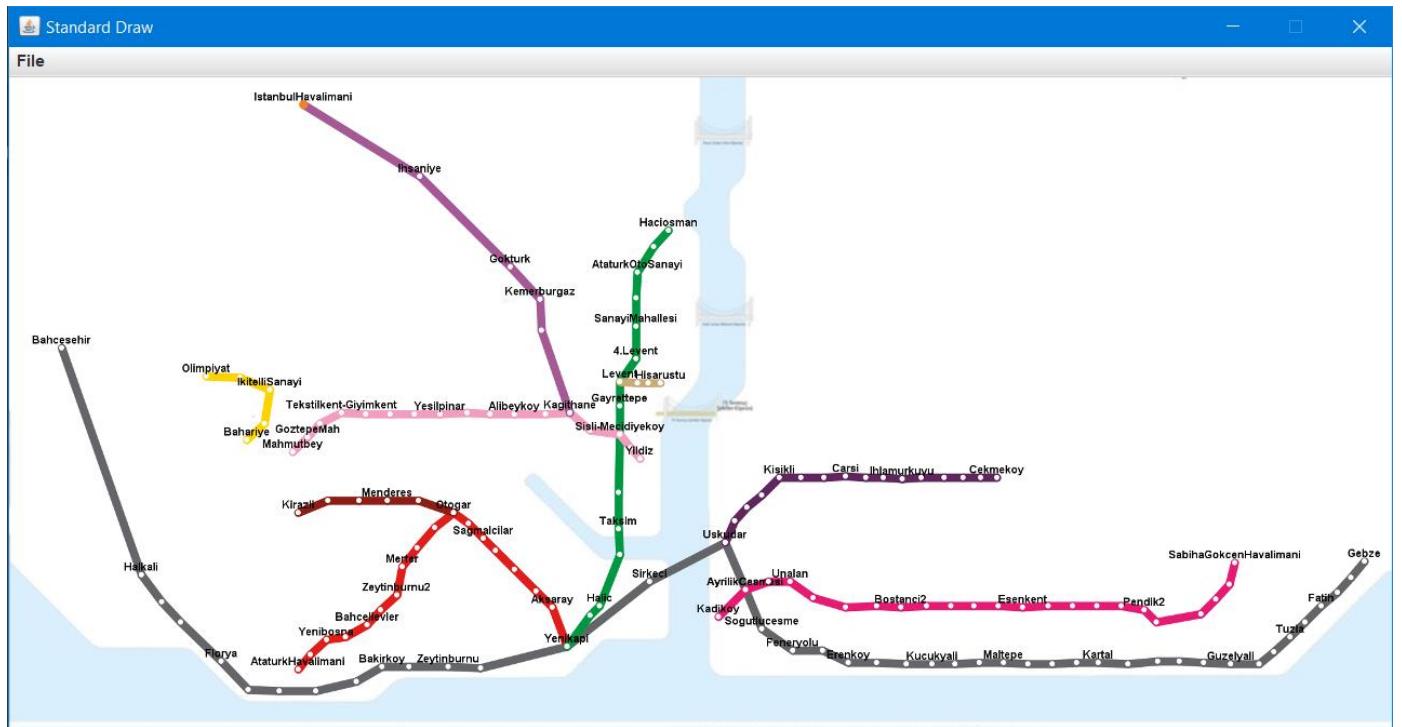 Standard Draw
File
IstanbulHavalimani
Ihsaniye
Haciosman
Gokturk
AtaturkOtoSanayi
Kemerburgaz
SanayiMahallesi
Bahcesehir
4.Levent
Olimpiyat
IkitelliSanayi
Levent
Hisarustu
Gayrettepe
Tekstilkent-Giyimkent
Yesilpinar
Alibeykoy
Kagithane
Bahariye
GoztepeMah
Mahmutbey
Sisli-Mecidiyekoy
Yildiz
Kisikli
Carsi
Ihlamurkuyu
Cekmekoy
Menderes
Kirazli
Otogar
Sagmalcilar
Taksim
Uskudar
Merter
Halkali
Sirkeci
SabihaGokcenHavalimani
Gebze
Zeytinburnu2
AyrilikCesmesi
Unalan
Aksaray
Halic
Bostanci2
Esenkent
Pendik2
Fatih
Kadikoy
Bahcelievler
Sogutlucesme
Yenibosna
Yenikapi
Feneryolu
Tuzla
Florya
AtaturkHavalimani
Bakirkoy
Zeytinburnu
Erenkoy
Kucukyali
Maltepe
Kartal
Guzelyali